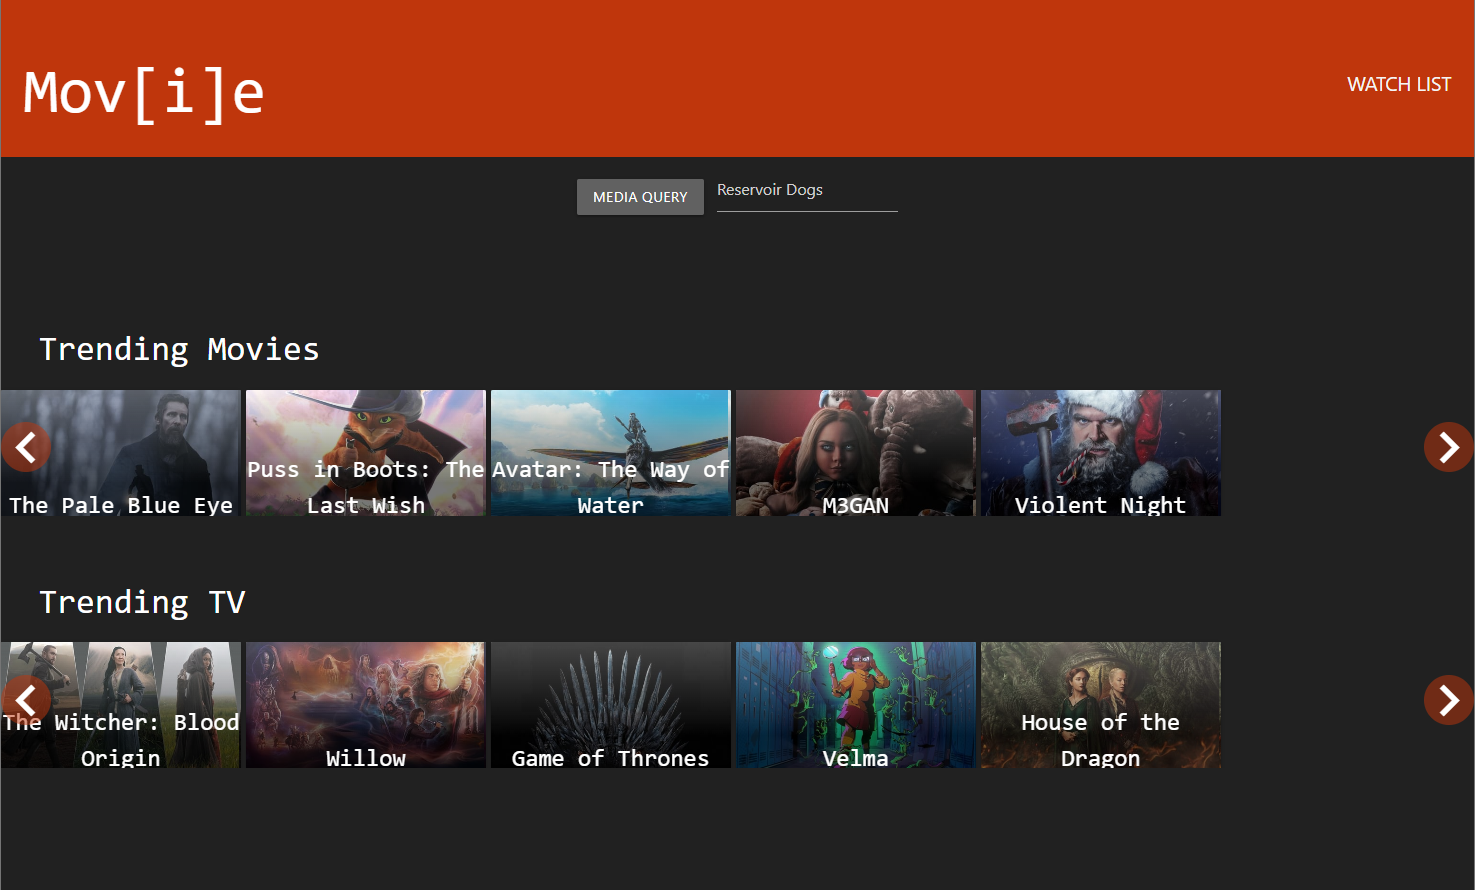 Mov[i]e
WATCH LIST
MEDIA QUERY
Reservoir Dogs
Trending Movies
The Pale Blue Eye
Puss in Boots: The
Last Wish
Avatar: The Way of
Water
M3GAN
Violent Night
Trending TV
The Witcher: Blood
Origin
Willow
Game of Thrones
Velma
House of the
Dragon